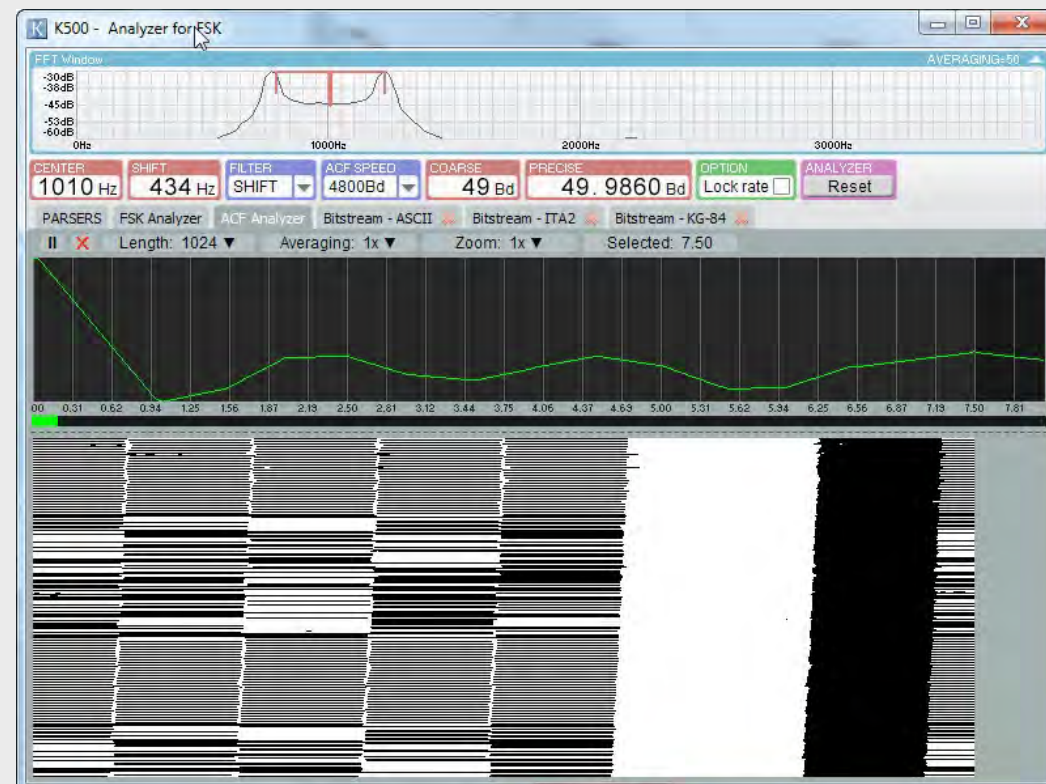 K500 - Analyzer for FSK
FFT Window AVERAGING=50
-30dB
-38dB
-45dB
-53dB
-60dB
0Hz 1000Hz 2000Hz 3000Hz
CENTER SHIFT FILTER ACF SPEED COARSE PRECISE OPTION ANALYZER
1010 Hz 434 Hz SHIFT 4800Bd 49 Bd 49.9860 Bd Lock rate Reset
PARSERS FSK Analyzer ACF Analyzer Bitstream - ASCII Bitstream - ITA2 Bitstream - KG-84
Length: 1024 ▼ Averaging: 1x ▼ Zoom: 1x ▼ Selected: 7.50
00 0.31 0.62 0.94 1.25 1.56 1.87 2.19 2.50 2.81 3.12 3.44 3.75 4.06 4.37 4.69 5.00 5.31 5.62 5.94 6.25 6.56 6.87 7.19 7.50 7.81